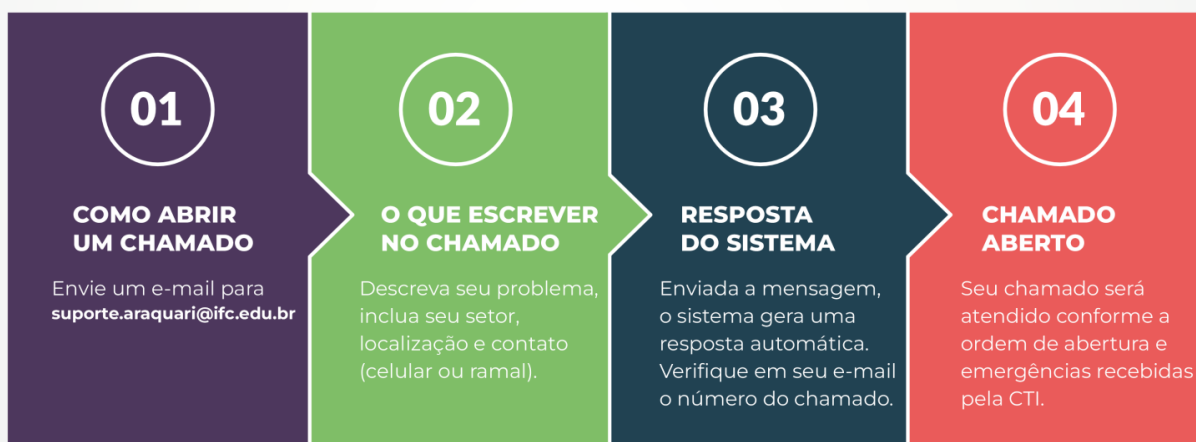 01
COMO ABRIR
UM CHAMADO
Envie um e-mail para
suporte.araquari@ifc.edu.br
02
O QUE ESCREVER
NO CHAMADO
Descreva seu problema,
inclua seu setor,
localização e contato
(celular ou ramal).
03
RESPOSTA
DO SISTEMA
Enviada a mensagem,
o sistema gera uma
resposta automática.
Verifique em seu e-mail
o número do chamado.
04
CHAMADO
ABERTO
Seu chamado será
atendido conforme a
ordem de abertura e
emergências recebidas
pela CTI.